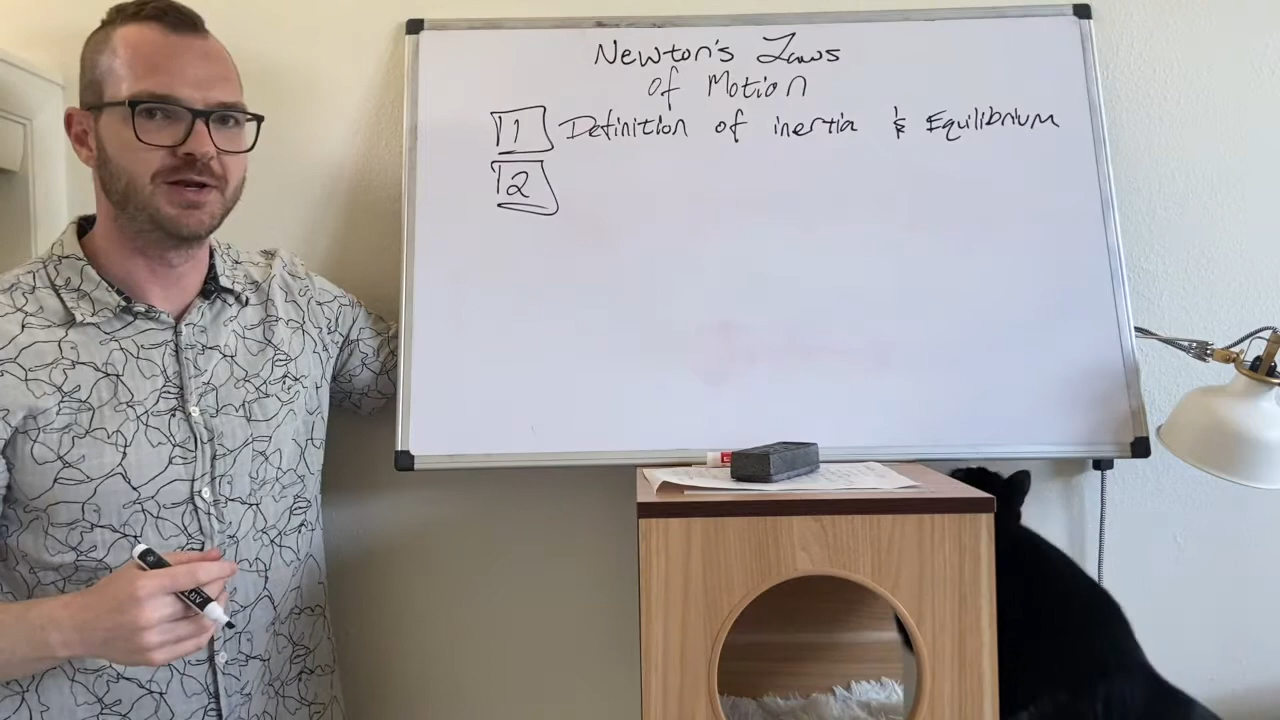 Newton's Laws
of Motion
1 Definition of inertia & Equilibrium
2